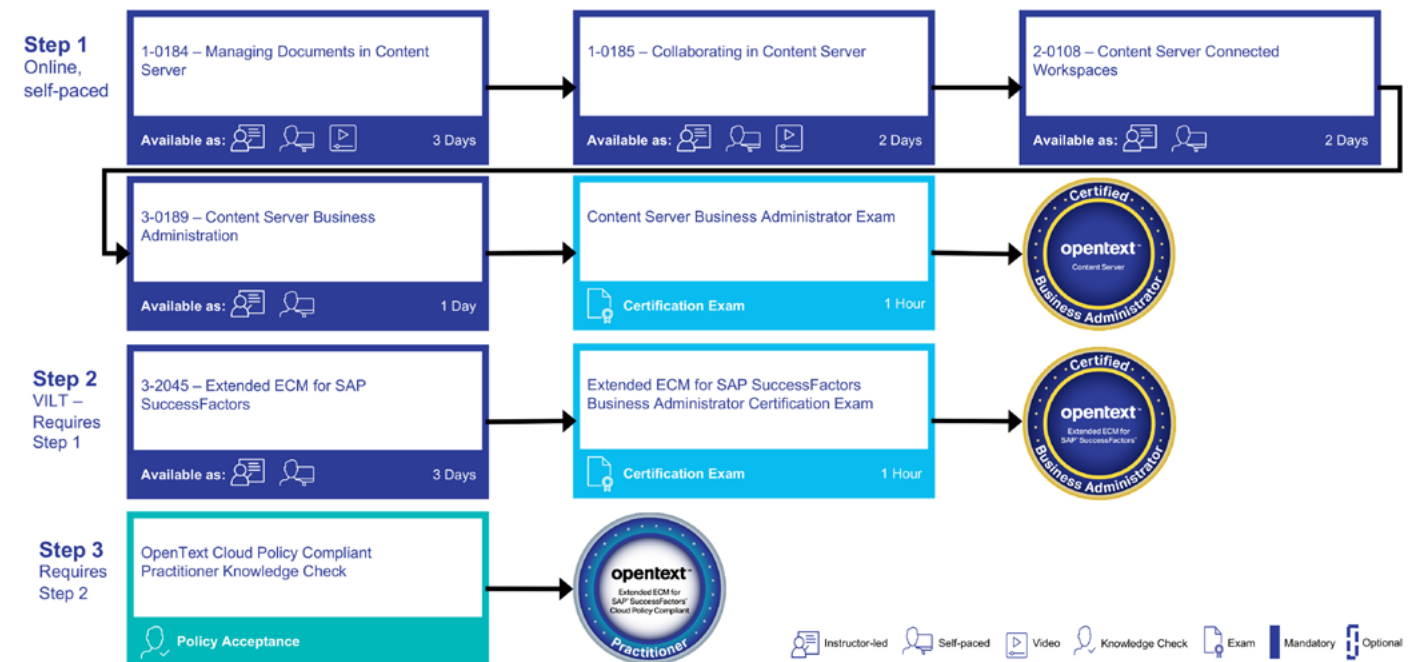 Step 1
Online,
self-paced
1-0184 – Managing Documents in Content
Server
Available as:
3 Days
1-0185 – Collaborating in Content Server
Available as:
2 Days
2-0108 – Content Server Connected
Workspaces
Available as:
2 Days
3-0189 – Content Server Business
Administration
Available as:
1 Day
Content Server Business Administrator Exam
Certification Exam
1 Hour
Certified
opentext™
Content Server
Business Administrator
Step 2
VILT –
Requires
Step 1
3-2045 – Extended ECM for SAP
SuccessFactors
Available as:
3 Days
Extended ECM for SAP SuccessFactors
Business Administrator Certification Exam
Certification Exam
1 Hour
Certified
opentext™
Extended ECM for
SAP® SuccessFactors®
Business Administrator
Step 3
Requires
Step 2
OpenText Cloud Policy Compliant
Practitioner Knowledge Check
Policy Acceptance
opentext™
Extended ECM for
SAP® SuccessFactors®
Cloud Policy Compliant
Practitioner
Instructor-led
Self-paced
Video
Knowledge Check
Exam
Mandatory
Optional